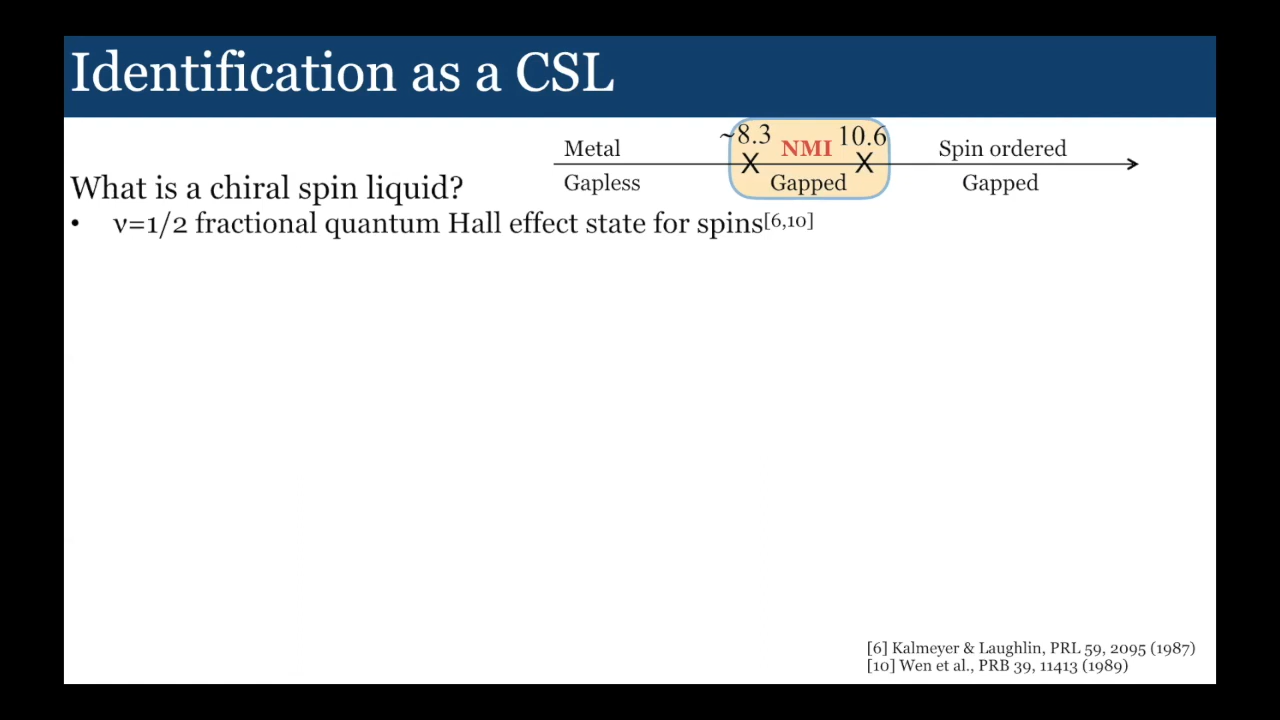 Identification as a CSL
~8.3 10.6
Metal NMI Spin ordered
X X
Gapless Gapped Gapped
What is a chiral spin liquid?
• ν=1/2 fractional quantum Hall effect state for spins[6,10]
[6] Kalmeyer & Laughlin, PRL 59, 2095 (1987)
[10] Wen et al., PRB 39, 11413 (1989)